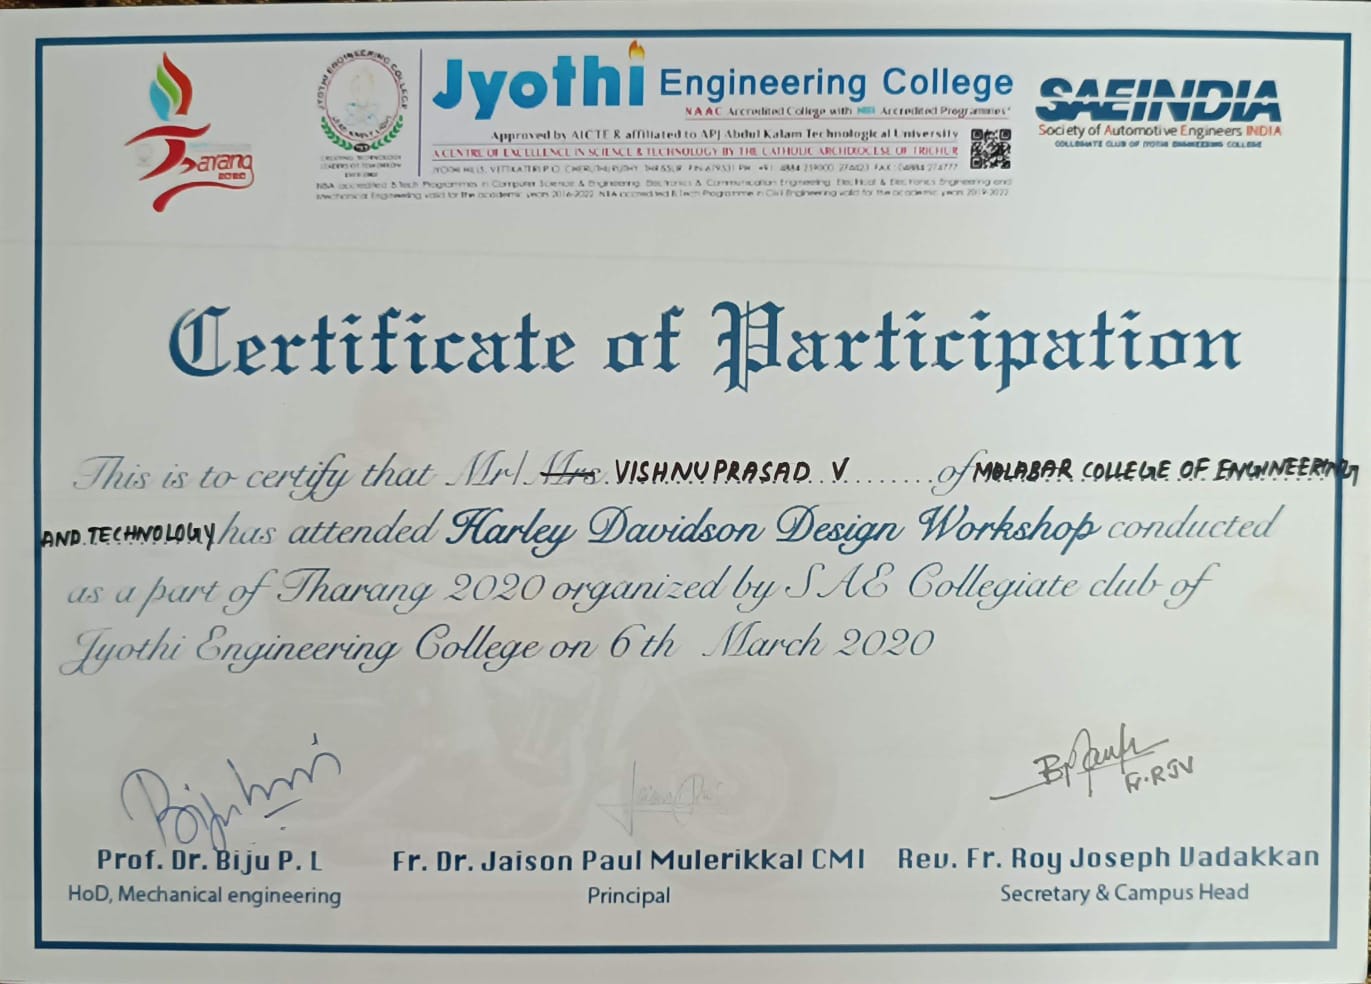 Tharang
2020
JYOTHI ENGINEERING COLLEGE
CREATING TECHNOLOGY
LEADERS OF TOMORROW
Jyothi Engineering College
NAAC Accredited College with NBA Accredited Programmes*
Approved by AICTE & affiliated to APJ Abdul Kalam Technological University
A CENTRE OF EXCELLENCE IN SCIENCE & TECHNOLOGY BY THE CATHOLIC ARCHDIOCESE OF TRICHUR
JYOTHI HILLS, VETTIKATTIRI P.O, CHERUTHURUTHY, THRISSUR PIN-679531 PH: +91 4884 259000, 274423 FAX: 04884 274777
NBA accredited B.Tech Programmes in Computer Science & Engineering, Electronics & Communication Engineering, Electrical & Electronics Engineering and
Mechanical Engineering valid for the academic years 2016-2022. NBA accredited B.Tech Programme in Civil Engineering valid for the academic years 2019-2022.
SAEINDIA
Society of Automotive Engineers INDIA
COLLEGIATE CLUB OF JYOTHI ENGINEERING COLLEGE
Certificate of Participation
This is to certify that Mr/ Mrs. VISHNUPRASAD V ........ of MALABAR COLLEGE OF ENGINEERING
AND TECHNOLOGY has attended Harley Davidson Design Workshop conducted
as a part of Tharang 2020 organized by SAE Collegiate club of
Jyothi Engineering College on 6th March 2020
Fr. RJV
Prof. Dr. Biju P. L Fr. Dr. Jaison Paul Mulerikkal CMI Rev. Fr. Roy Joseph Vadakkan
HoD, Mechanical engineering Principal Secretary & Campus Head